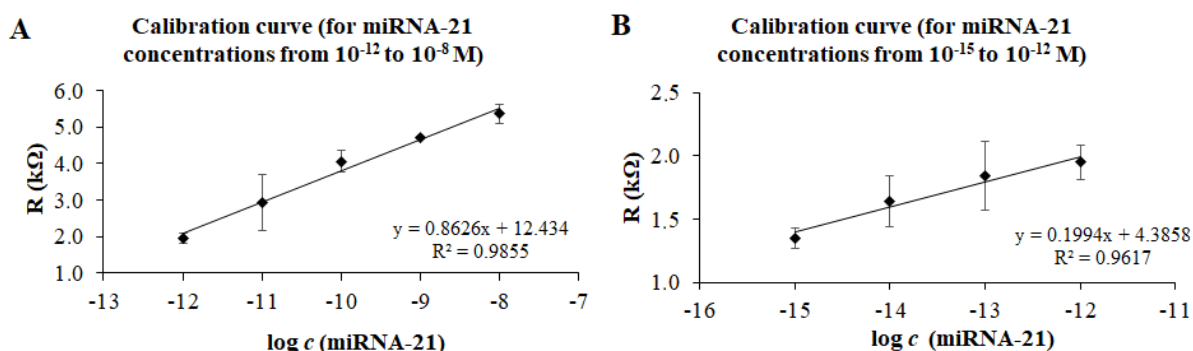 A
Calibration curve (for miRNA-21
concentrations from 10⁻¹² to 10⁻⁸ M)
R (kΩ)
6.0
5.0
4.0
3.0
2.0
1.0
y = 0.8626x + 12.434
R² = 0.9855
-13 -12 -11 -10 -9 -8 -7
log c (miRNA-21)
B
Calibration curve (for miRNA-21
concentrations from 10⁻¹⁵ to 10⁻¹² M)
R (kΩ)
2.5
2.0
1.5
1.0
y = 0.1994x + 4.3858
R² = 0.9617
-16 -15 -14 -13 -12 -11
log c (miRNA-21)